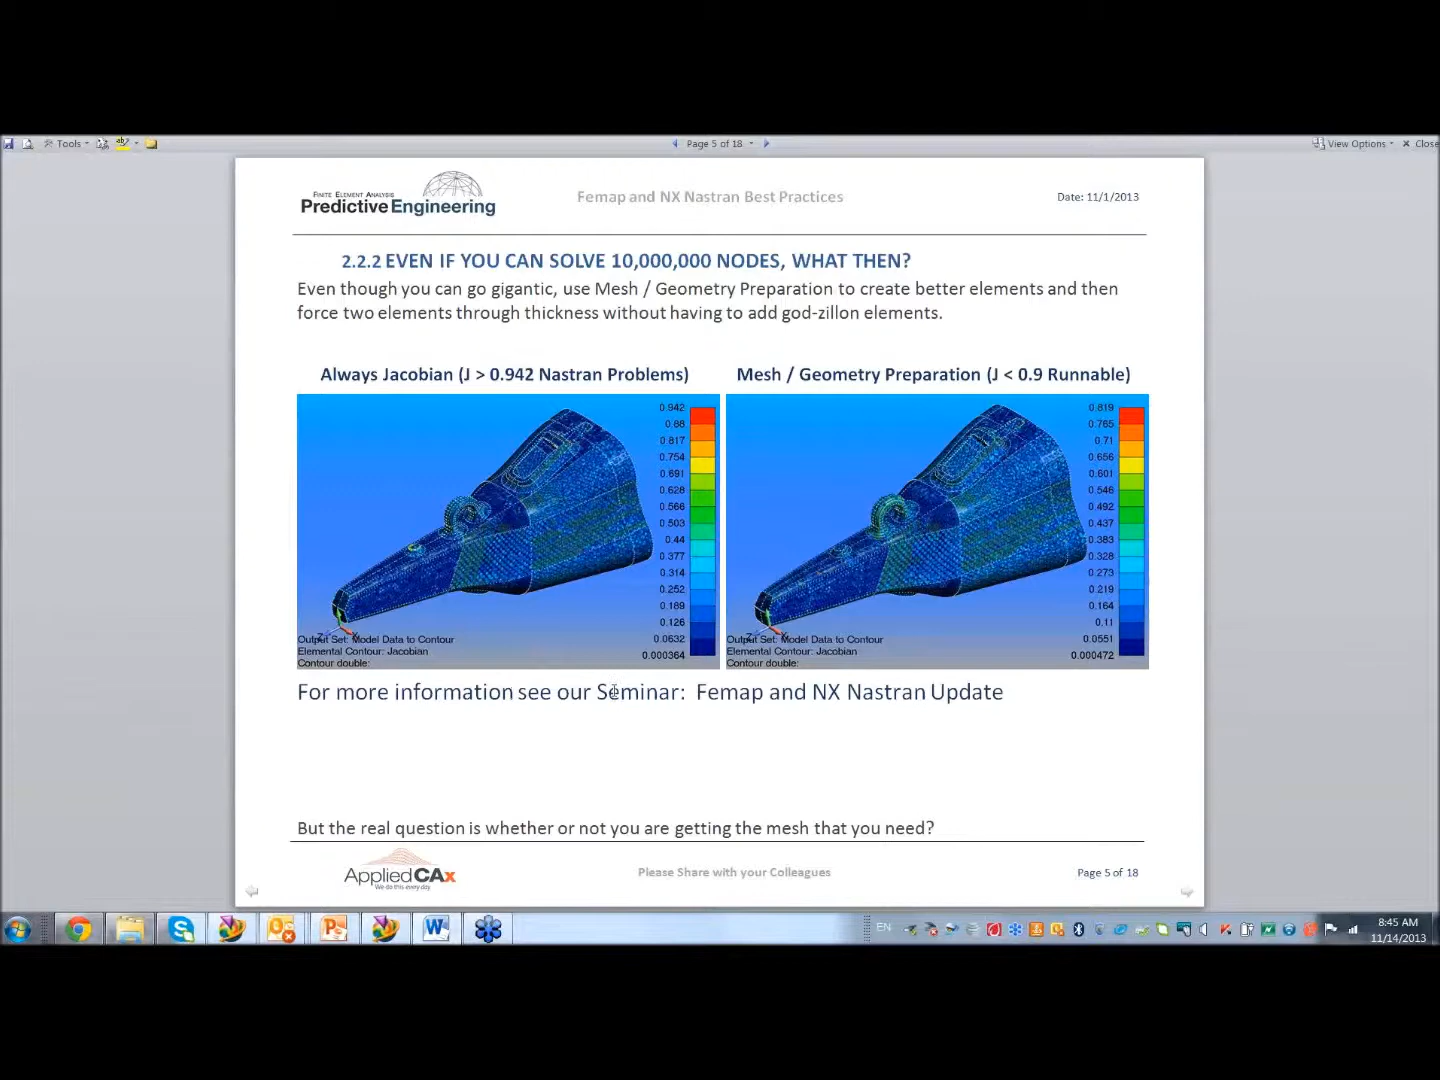 Tools
Page 5 of 18
View Options
Close
FINITE ELEMENT ANALYSIS
Predictive Engineering
Femap and NX Nastran Best Practices
Date: 11/1/2013
2.2.2 EVEN IF YOU CAN SOLVE 10,000,000 NODES, WHAT THEN?
Even though you can go gigantic, use Mesh / Geometry Preparation to create better elements and then
force two elements through thickness without having to add god-zillon elements.
Always Jacobian (J > 0.942 Nastran Problems)
0.942
0.88
0.817
0.754
0.691
0.628
0.566
0.503
0.44
0.377
0.314
0.252
0.189
0.126
0.0632
0.000364
Output Set: Model Data to Contour
Elemental Contour: Jacobian
Contour double:
Mesh / Geometry Preparation (J < 0.9 Runnable)
0.819
0.765
0.71
0.656
0.601
0.546
0.492
0.437
0.383
0.328
0.273
0.219
0.164
0.11
0.0551
0.000472
Output Set: Model Data to Contour
Elemental Contour: Jacobian
Contour double:
For more information see our Seminar: Femap and NX Nastran Update
But the real question is whether or not you are getting the mesh that you need?
AppliedCAx
We do this every day
Please Share with your Colleagues
Page 5 of 18
EN
8:45 AM
11/14/2013